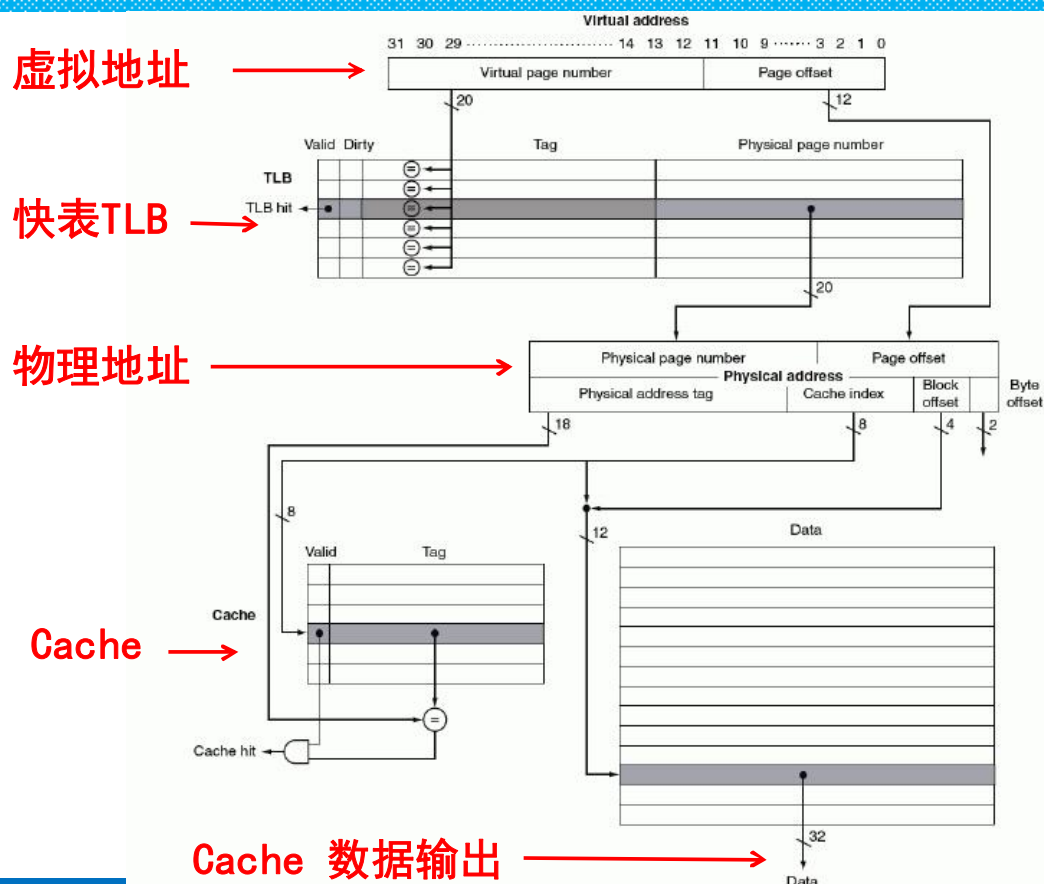 Virtual address
31 30 29 ··························· 14 13 12 11 10 9 ······· 3 2 1 0
虚拟地址
Virtual page number Page offset
20 12
Valid Dirty Tag Physical page number
TLB
TLB hit
快表TLB
20
物理地址
Physical page number Page offset
Physical address
Physical address tag Cache index Block offset Byte offset
18 8 4 2
8
12
Data
Valid Tag
Cache
Cache
Cache hit
32
Cache 数据输出
Data